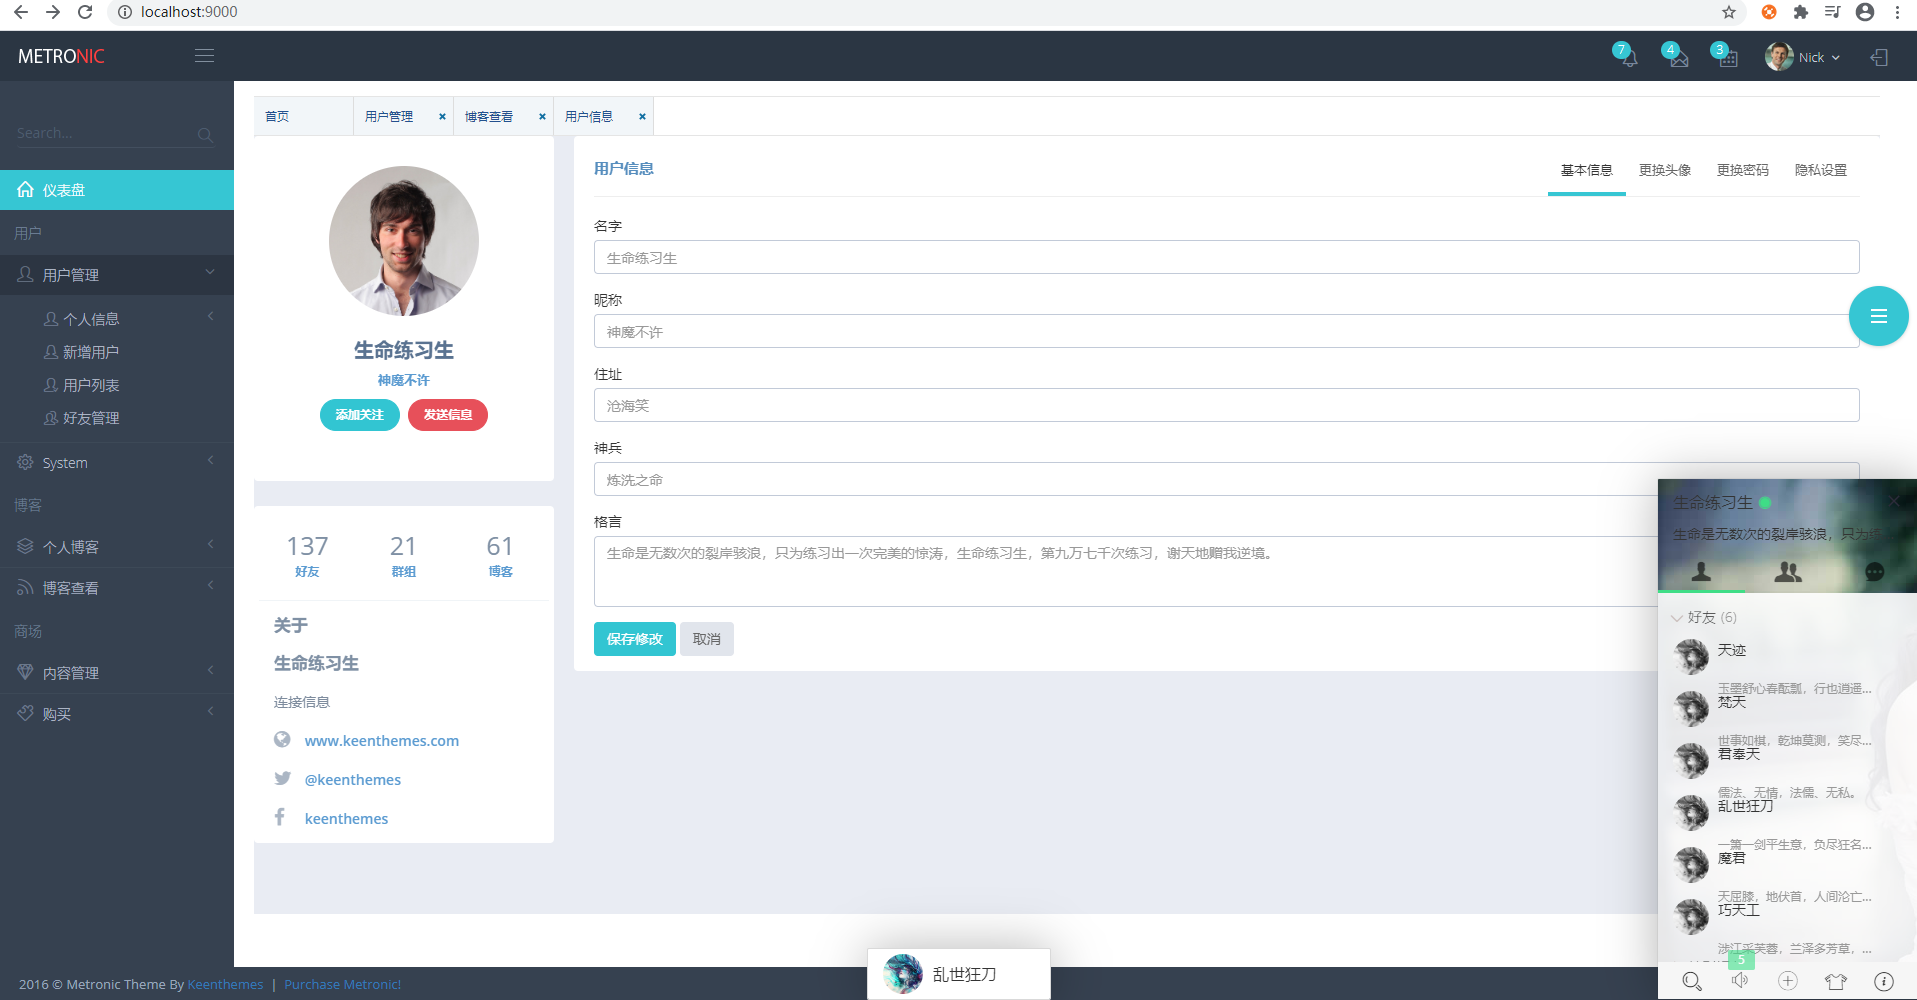 localhost:9000
METRONIC
7
4
3
Nick
Search...
仪表盘
用户
用户管理
个人信息
新增用户
用户列表
好友管理
System
博客
个人博客
博客查看
商场
内容管理
购买
首页
用户管理 ×
博客查看 ×
用户信息 ×
生命练习生
神魔不许
添加关注 发送信息
137 21 61
好友 群组 博客
关于
生命练习生
连接信息
www.keenthemes.com
@keenthemes
keenthemes
用户信息
基本信息 更换头像 更换密码 隐私设置
名字
生命练习生
昵称
神魔不许
住址
沧海笑
神兵
炼洗之命
格言
生命是无数次的裂岸骇浪，只为练习出一次完美的惊涛，生命练习生，第九万七千次练习，谢天地赠我逆境。
保存修改 取消
生命练习生
生命是无数次的裂岸骇浪，只为练
好友 (6)
天迹
玉墨舒心春酝瓢，行也逍遥...
梵天
世事如棋，乾坤莫测，笑尽...
君奉天
儒法、无情，法儒、无私。
乱世狂刀
一箫一剑平生意，负尽狂名...
魔君
天屈膝，地伏首，人间沦亡...
巧天工
涉江采芙蓉，兰泽多芳草，...
5
乱世狂刀
2016 © Metronic Theme By Keenthemes | Purchase Metronic!